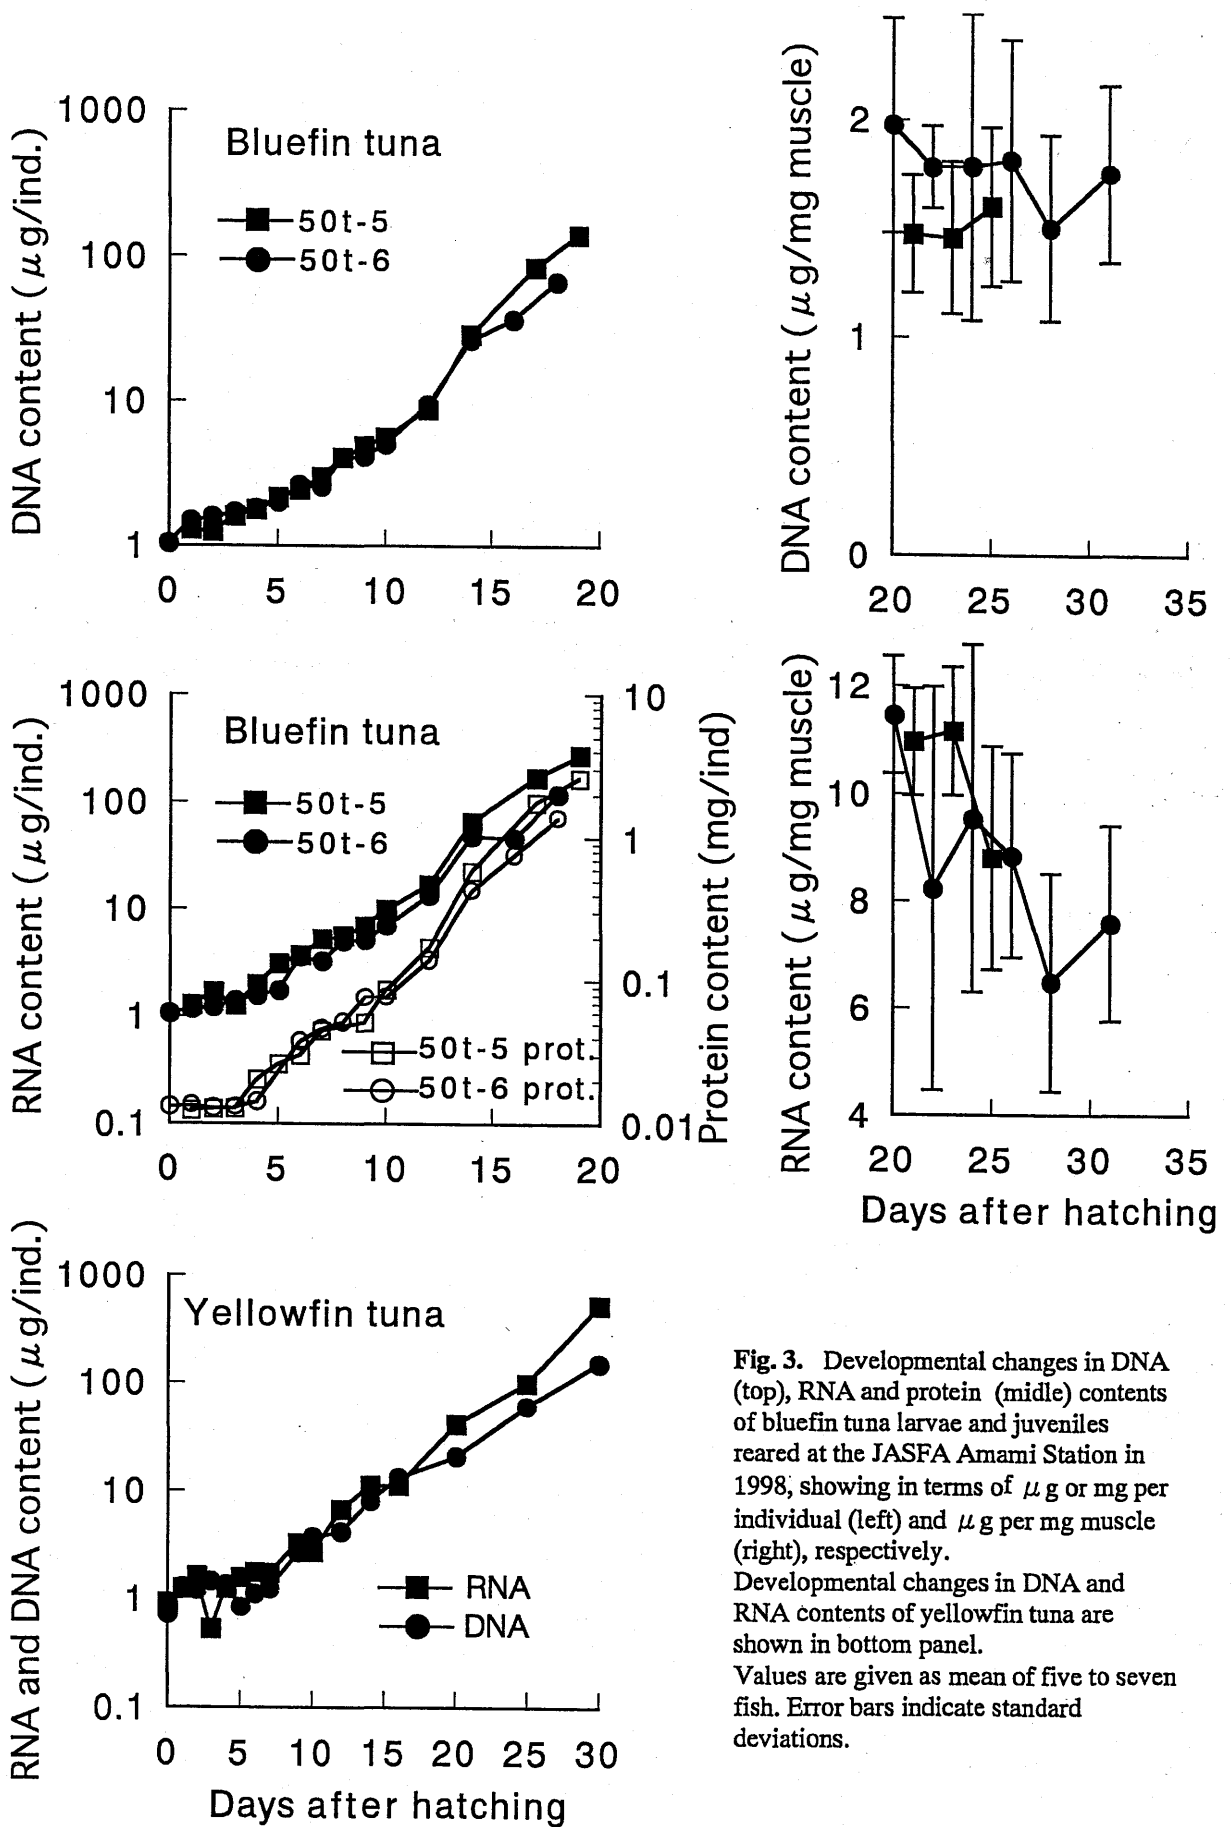 DNA content ( μ g/ind.)
1000
100
10
1
Bluefin tuna
50t-5
50t-6
0 5 10 15 20
DNA content ( μ g/mg muscle)
2
1
0
20 25 30 35
RNA content ( μ g/ind.)
1000
100
10
1
0.1
Bluefin tuna
50t-5
50t-6
50t-5 prot.
50t-6 prot.
10
1
0.1
0.01
Protein content (mg/ind)
0 5 10 15 20
RNA content ( μ g/mg muscle)
12
10
8
6
4
20 25 30 35
Days after hatching
RNA and DNA content ( μ g/ind.)
1000
100
10
1
0.1
Yellowfin tuna
RNA
DNA
0 5 10 15 20 25 30
Days after hatching
Fig. 3. Developmental changes in DNA
(top), RNA and protein (midle) contents
of bluefin tuna larvae and juveniles
reared at the JASFA Amami Station in
1998, showing in terms of μ g or mg per
individual (left) and μ g per mg muscle
(right), respectively.
Developmental changes in DNA and
RNA contents of yellowfin tuna are
shown in bottom panel.
Values are given as mean of five to seven
fish. Error bars indicate standard
deviations.